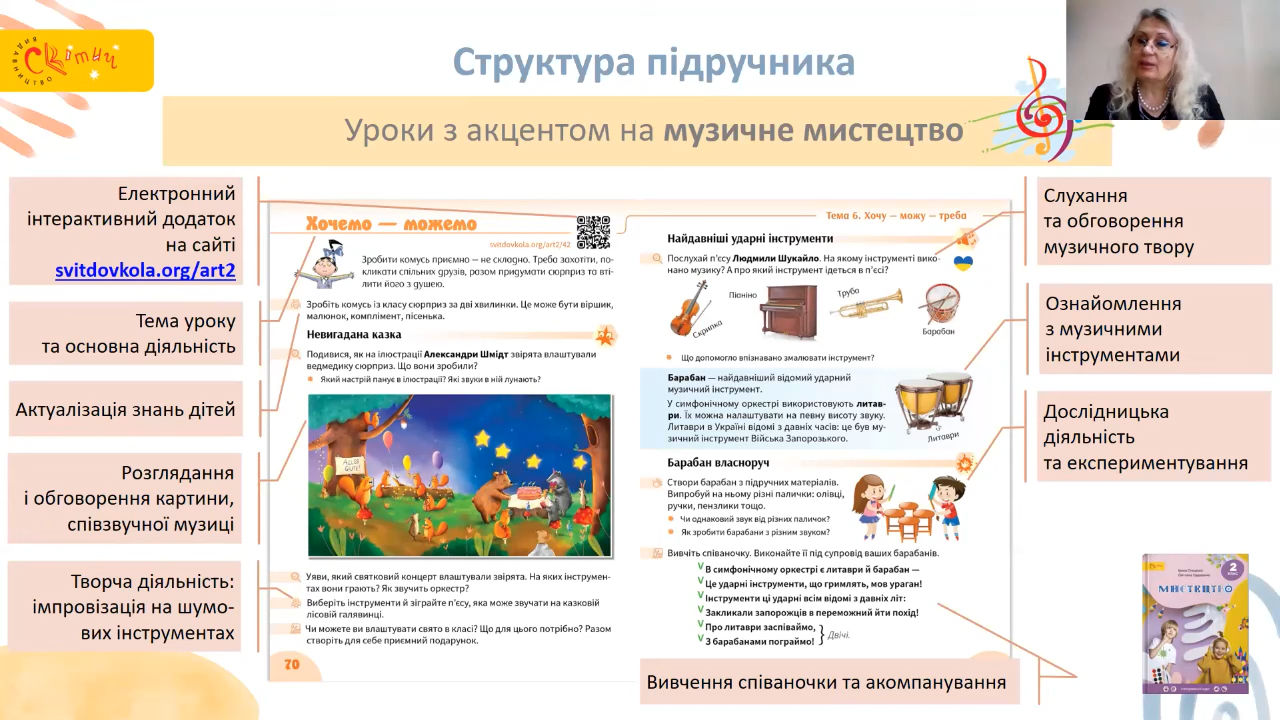 ВИДАВНИЦТВО
Світич
Структура підручника
Уроки з акцентом на музичне мистецтво
Електронний
інтерактивний додаток
на сайті
svitdovkola.org/art2
Тема уроку
та основна діяльність
Актуалізація знань дітей
Розглядання
і обговорення картини,
співзвучної музиці
Творча діяльність:
імпровізація на шумо-
вих інструментах
Хочемо — можемо
svitdovkola.org/art2/42
Зробити комусь приємно — не складно. Треба захотіти, по-
кликати спільних друзів, разом придумати сюрприз та вті-
лити його з душею.
Зробіть комусь із класу сюрприз за дві хвилинки. Це може бути віршик,
малюнок, комплімент, пісенька.
Невигадана казка
Подивися, як на ілюстрації Александри Шмідт звірята влаштували
ведмедику сюрприз. Що вони зробили?
Який настрій панує в ілюстрації? Які звуки в ній лунають?
ALLES
GUTE!
Уяви, який святковий концерт влаштували звірята. На яких інструмен-
тах вони грають? Як звучить оркестр?
Виберіть інструменти й зіграйте п’єсу, яка може звучати на казковій
лісовій галявинці.
Чи можете ви влаштувати свято в класі? Що для цього потрібно? Разом
створіть для себе приємний подарунок.
70
Тема 6. Хочу — можу — треба
Найдавніші ударні інструменти
Послухай п’єсу Людмили Шукайло. На якому інструменті вико-
нано музику? А про який інструмент ідеться в п’єсі?
Скрипка
Піаніно
Труба
Барабан
Що допомогло впізнавано змалювати інструмент?
Барабан — найдавніший відомий ударний
музичний інструмент.
У симфонічному оркестрі використовують литав-
ри. Їх можна налаштувати на певну висоту звуку.
Литаври в Україні відомі з давніх часів: це був му-
зичний інструмент Війська Запорозького.
Литаври
Барабан власноруч
Створи барабан з підручних матеріалів.
Випробуй на ньому різні палички: олівці,
ручки, пензлики тощо.
Чи однаковий звук від різних паличок?
Як зробити барабани з різним звуком?
Вивчіть співаночку. Виконайте її під супровід ваших барабанів.
В симфонічному оркестрі є литаври й барабан —
Це ударні інструменти, що гримлять, мов ураган!
Інструменти ці ударні всім відомі з давніх літ:
Закликали запорожців в переможний йти похід!
Про литаври заспіваймо,
З барабанами пограймо!
Двічі.
Слухання
та обговорення
музичного твору
Ознайомлення
з музичними
інструментами
Дослідницька
діяльність
та експериментування
Вивчення співаночки та акомпанування
МИСТЕЦТВО
2